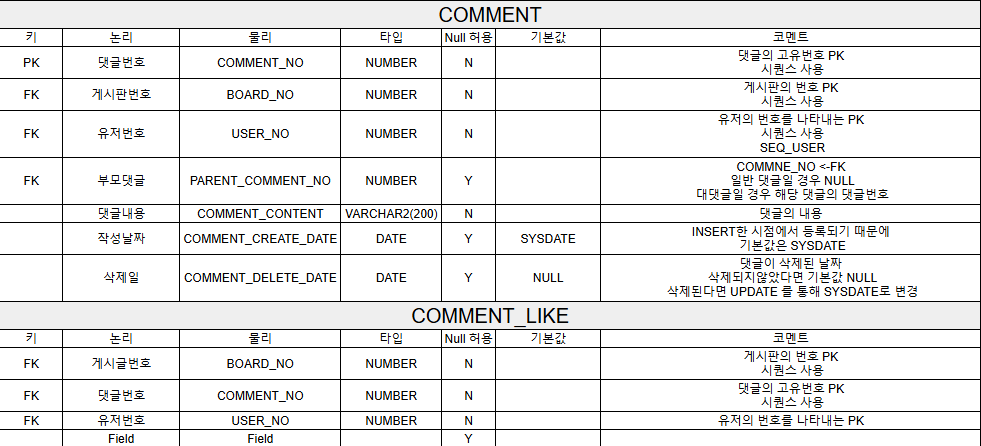 COMMENT
키 논리 물리 타입 Null 허용 기본값 코멘트
PK 댓글번호 COMMENT_NO NUMBER N 댓글의 고유번호 PK
시퀀스 사용
FK 게시판번호 BOARD_NO NUMBER N 게시판의 번호 PK
시퀀스 사용
FK 유저번호 USER_NO NUMBER N 유저의 번호를 나타내는 PK
시퀀스 사용
SEQ_USER
FK 부모댓글 PARENT_COMMENT_NO NUMBER Y COMMNE_NO <-FK
일반 댓글일 경우 NULL
대댓글일 경우 해당 댓글의 댓글번호
댓글내용 COMMENT_CONTENT VARCHAR2(200) N 댓글의 내용
작성날짜 COMMENT_CREATE_DATE DATE Y SYSDATE INSERT한 시점에서 등록되기 때문에
기본값은 SYSDATE
삭제일 COMMENT_DELETE_DATE DATE Y NULL 댓글이 삭제된 날짜
삭제되지않았다면 기본값 NULL
삭제된다면 UPDATE 를 통해 SYSDATE로 변경
COMMENT_LIKE
키 논리 물리 타입 Null 허용 기본값 코멘트
FK 게시글번호 BOARD_NO NUMBER N 게시판의 번호 PK
시퀀스 사용
FK 댓글번호 COMMENT_NO NUMBER N 댓글의 고유번호 PK
시퀀스 사용
FK 유저번호 USER_NO NUMBER N 유저의 번호를 나타내는 PK
Field Field Y